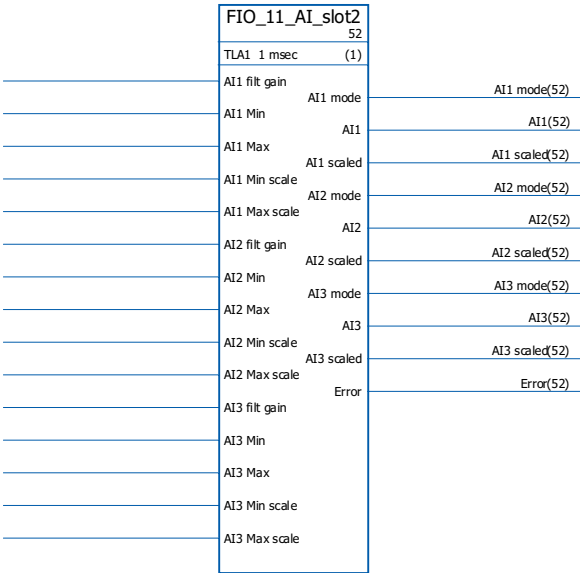 FIO_11_AI_slot2
52
TLA1 1 msec (1)
AI1 filt gain
AI1 mode AI1 mode(52)
AI1 Min
AI1 AI1(52)
AI1 Max
AI1 scaled AI1 scaled(52)
AI1 Min scale
AI2 mode AI2 mode(52)
AI1 Max scale
AI2 AI2(52)
AI2 filt gain
AI2 scaled AI2 scaled(52)
AI2 Min
AI3 mode AI3 mode(52)
AI2 Max
AI3 AI3(52)
AI2 Min scale
AI3 scaled AI3 scaled(52)
AI2 Max scale
Error Error(52)
AI3 filt gain
AI3 Min
AI3 Max
AI3 Min scale
AI3 Max scale